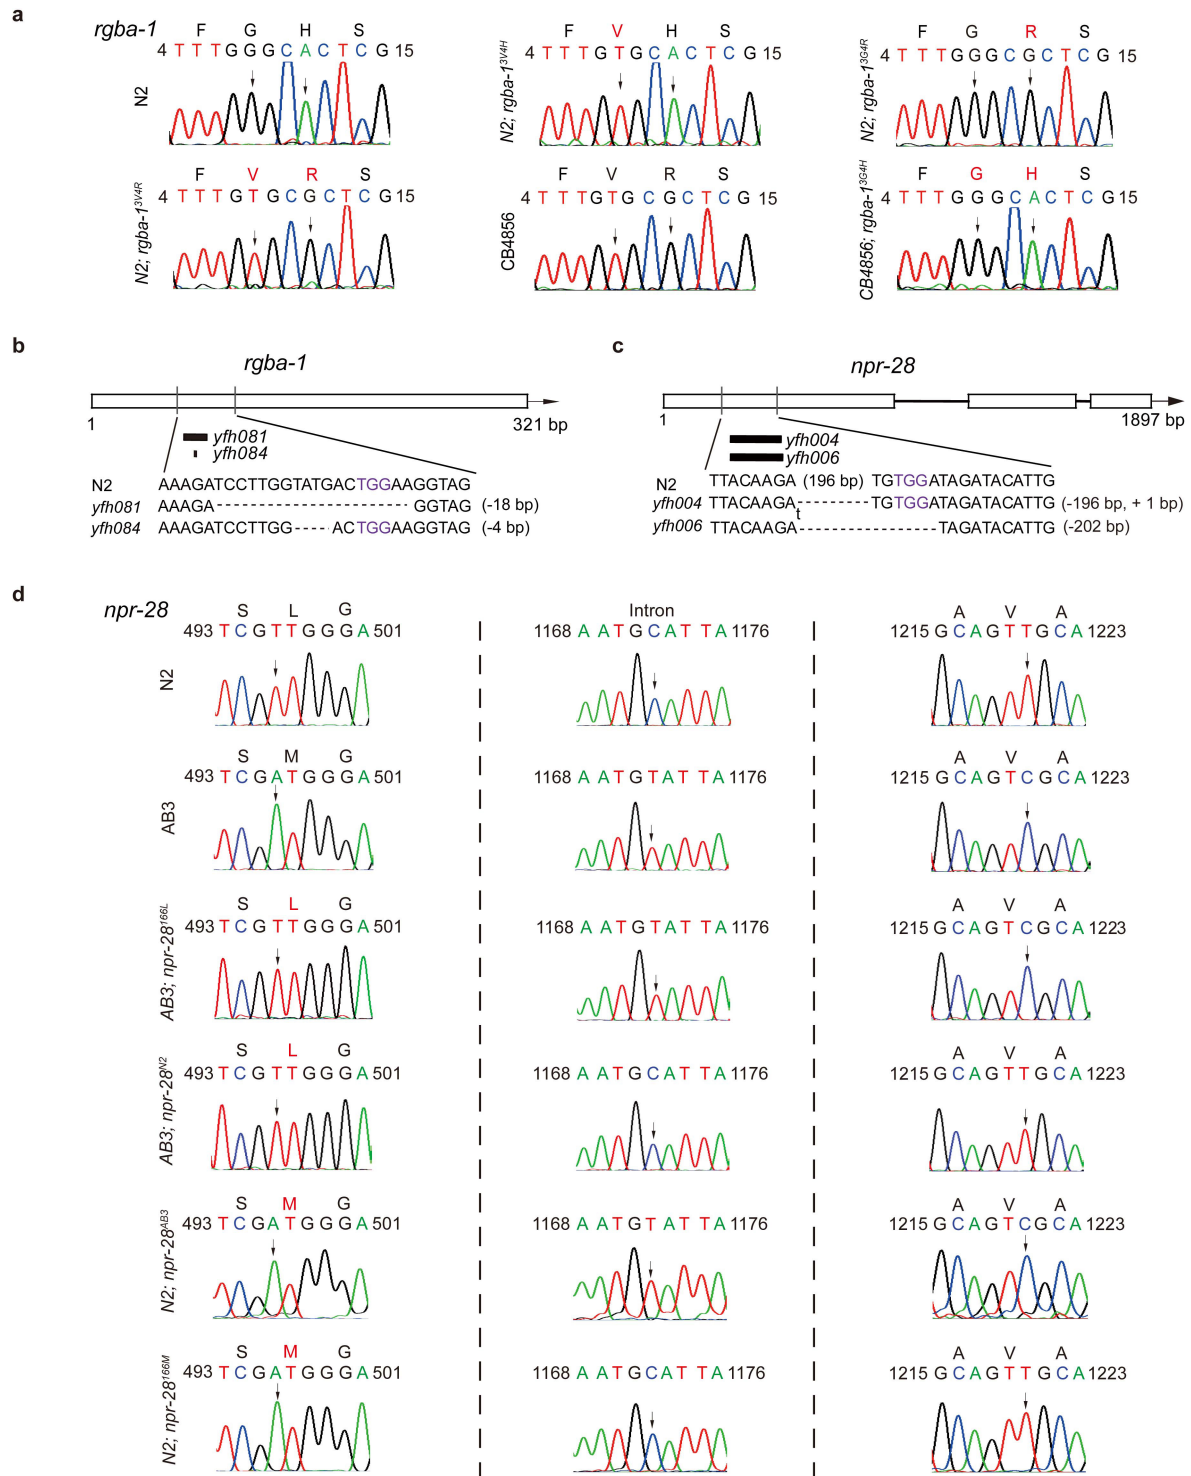 a
rgba-1
F G H S
4 T T T G G G C A C T C G 15
N2
F V H S
4 T T T G T G C A C T C G 15
N2; rgba-1 3V4H
F G R S
4 T T T G G G C G C T C G 15
N2; rgba-1 3G4R
F V R S
4 T T T G T G C G C T C G 15
N2; rgba-1 3V4R
F V R S
4 T T T G T G C G C T C G 15
CB4856
F G H S
4 T T T G G G C A C T C G 15
CB4856; rgba-1 3G4H
b
rgba-1
1 321 bp
yfh081
yfh084
N2 AAAGATCCTTGGTATGACTGGAAGGTAG
yfh081 AAAGA--------------------GGTAG (-18 bp)
yfh084 AAAGATCCTTGG----ACTGGAAGGTAG (-4 bp)
c
npr-28
1 1897 bp
yfh004
yfh006
N2 TTACAAGA (196 bp) TGTGGATAGATACATTG
yfh004 TTACAAGA--------TGTGGATAGATACATTG (-196 bp, + 1 bp)
t
yfh006 TTACAAGA---------------TAGATACATTG (-202 bp)
d
npr-28
S L G
493 T C G T T G G G A 501
N2
Intron
1168 A A T G C A T T A 1176
A V A
1215 G C A G T T G C A 1223
S M G
493 T C G A T G G G A 501
AB3
1168 A A T G T A T T A 1176
A V A
1215 G C A G T C G C A 1223
S L G
493 T C G T T G G G A 501
AB3; npr-28 166L
1168 A A T G T A T T A 1176
A V A
1215 G C A G T C G C A 1223
S L G
493 T C G T T G G G A 501
AB3; npr-28 N2
1168 A A T G C A T T A 1176
A V A
1215 G C A G T T G C A 1223
S M G
493 T C G A T G G G A 501
N2; npr-28 AB3
1168 A A T G T A T T A 1176
A V A
1215 G C A G T C G C A 1223
S M G
493 T C G A T G G G A 501
N2; npr-28 166M
1168 A A T G C A T T A 1176
A V A
1215 G C A G T T G C A 1223